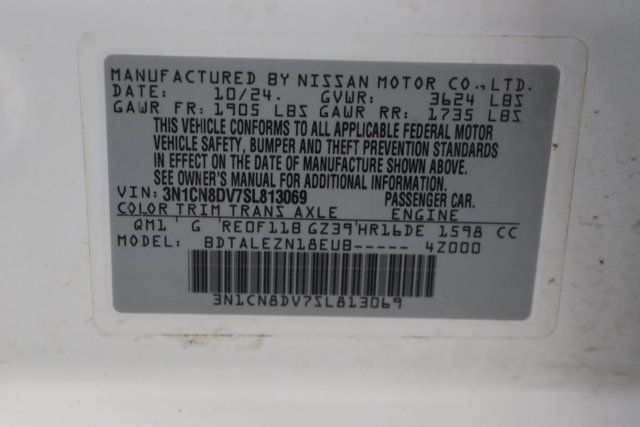 MANUFACTURED BY NISSAN MOTOR CO., LTD.
DATE: 10/24. GVWR: 3624 LBS
GAWR FR: 1905 LBS GAWR RR: 1735 LBS
THIS VEHICLE CONFORMS TO ALL APPLICABLE FEDERAL MOTOR
VEHICLE SAFETY, BUMPER AND THEFT PREVENTION STANDARDS
IN EFFECT ON THE DATE OF MANUFACTURE SHOWN ABOVE.
SEE OWNER'S MANUAL FOR ADDITIONAL INFORMATION
VIN: 3N1CN8DV7SL813069 PASSENGER CAR.
COLOR TRIM TRANS AXLE ENGINE
QM1' G 'RE0F11B GZ39'HR16DE 1598 CC
MODEL: BDTALEZN18EUB----- 4Z000
3N1CN8DV7SL813069